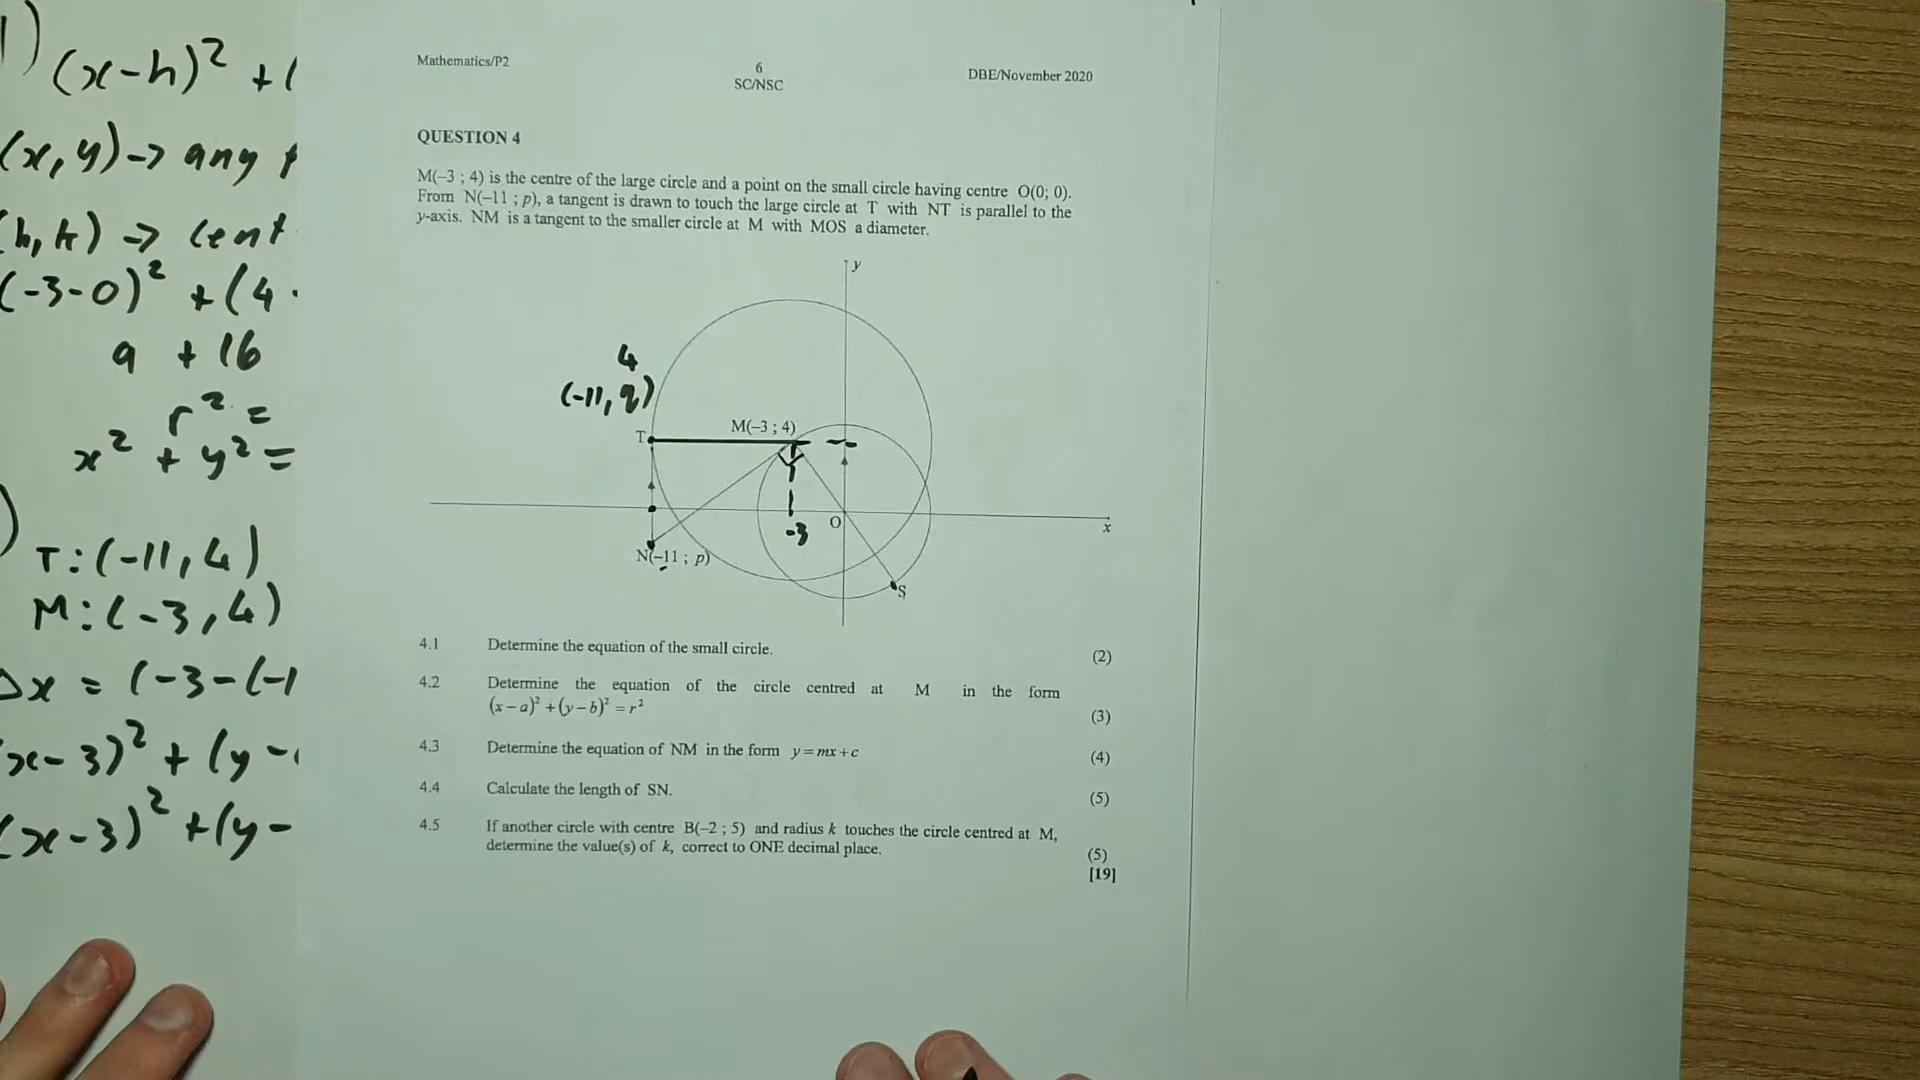 1) (x-h)² + (
(x, y) -> any
(h, k) -> cent
(-3-0)² + (4
9 + 16
r² =
x² + y² =
) T: (-11, 4)
M: (-3, 4)
Δx = (-3-(-1
x-3)² + (y-
(x-3)² + (y-
Mathematics/P2
6
SC/NSC
DBE/November 2020
QUESTION 4
M(–3 ; 4) is the centre of the large circle and a point on the small circle having centre O(0; 0).
From N(–11 ; p), a tangent is drawn to touch the large circle at T with NT is parallel to the
y-axis. NM is a tangent to the smaller circle at M with MOS a diameter.
y
4
(-11, q)
M(–3 ; 4)
T
O
x
-3
N(–11 ; p)
S
4.1 Determine the equation of the small circle. (2)
4.2 Determine the equation of the circle centred at M in the form
(x – a)² + (y – b)² = r² (3)
4.3 Determine the equation of NM in the form y = mx + c (4)
4.4 Calculate the length of SN. (5)
4.5 If another circle with centre B(–2 ; 5) and radius k touches the circle centred at M,
determine the value(s) of k, correct to ONE decimal place. (5)
[19]